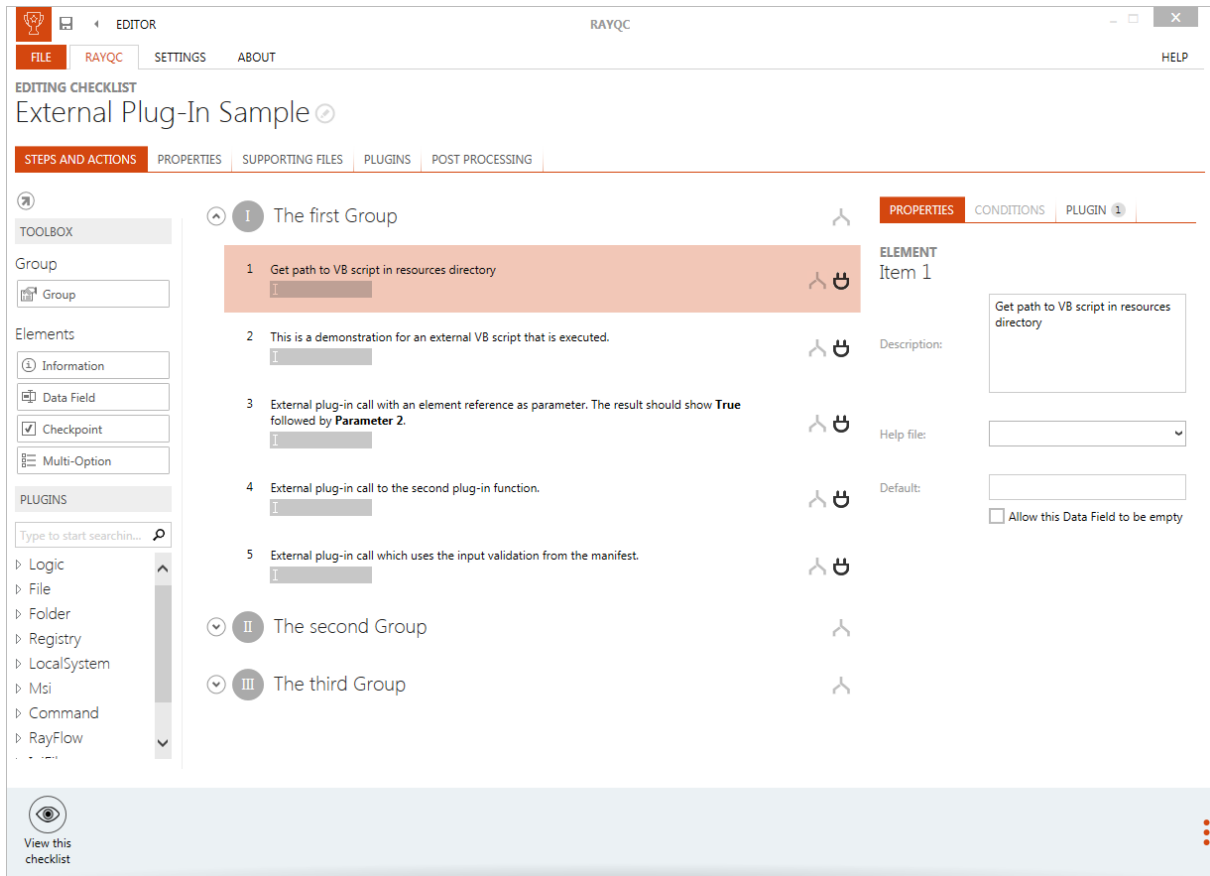 EDITOR
RAYQC
FILE
RAYQC
SETTINGS
ABOUT
HELP
EDITING CHECKLIST
External Plug-In Sample
STEPS AND ACTIONS
PROPERTIES
SUPPORTING FILES
PLUGINS
POST PROCESSING
TOOLBOX
Group
Group
Elements
Information
Data Field
Checkpoint
Multi-Option
PLUGINS
Type to start searchin...
Logic
File
Folder
Registry
LocalSystem
Msi
Command
RayFlow
I The first Group
1 Get path to VB script in resources directory
2 This is a demonstration for an external VB script that is executed.
3 External plug-in call with an element reference as parameter. The result should show True
followed by Parameter 2.
4 External plug-in call to the second plug-in function.
5 External plug-in call which uses the input validation from the manifest.
II The second Group
III The third Group
PROPERTIES
CONDITIONS
PLUGIN 1
ELEMENT
Item 1
Description:
Get path to VB script in resources
directory
Help file:
Default:
Allow this Data Field to be empty
View this
checklist